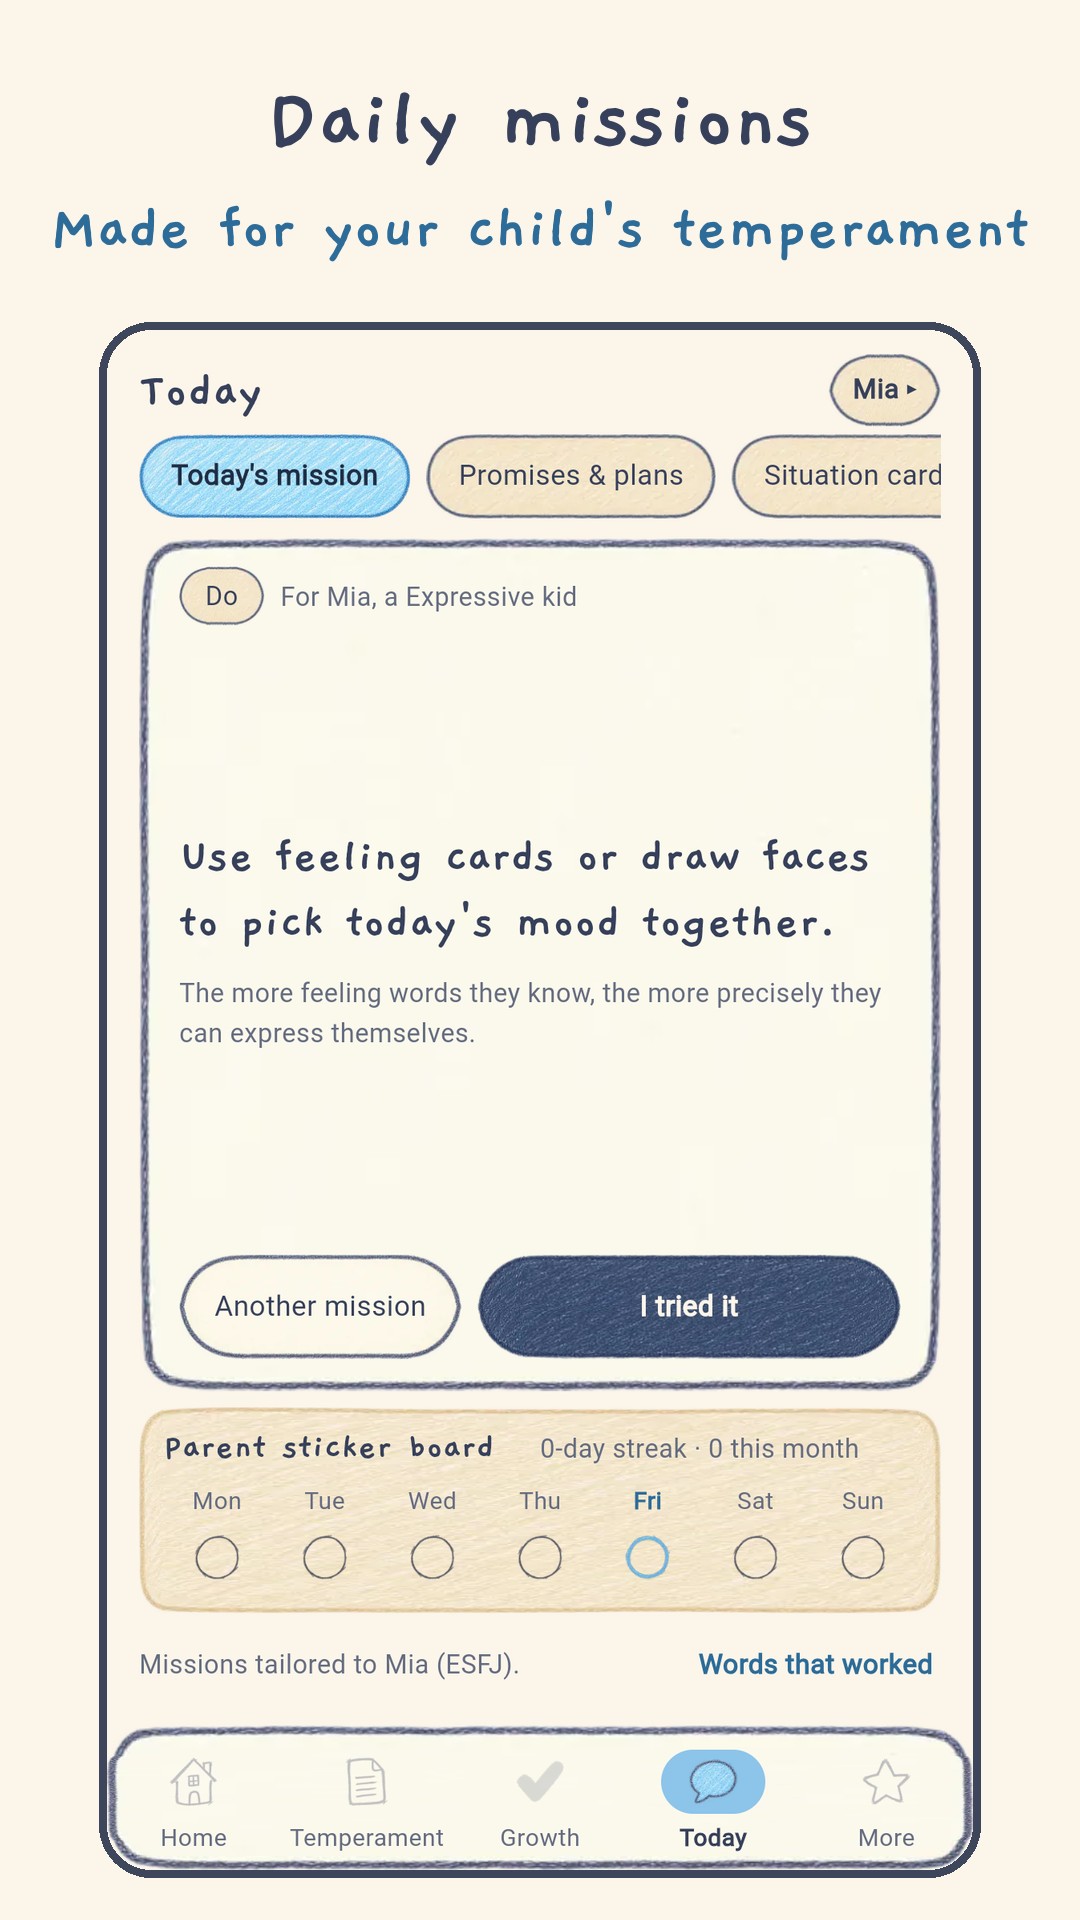 Daily missions
Made for your child's temperament
Today
Mia ▸
Today's mission
Promises & plans
Situation card
Do
For Mia, a Expressive kid
Use feeling cards or draw faces
to pick today's mood together.
The more feeling words they know, the more precisely they
can express themselves.
Another mission
I tried it
Parent sticker board
0-day streak · 0 this month
Mon Tue Wed Thu Fri Sat Sun
Missions tailored to Mia (ESFJ).
Words that worked
Home Temperament Growth Today More